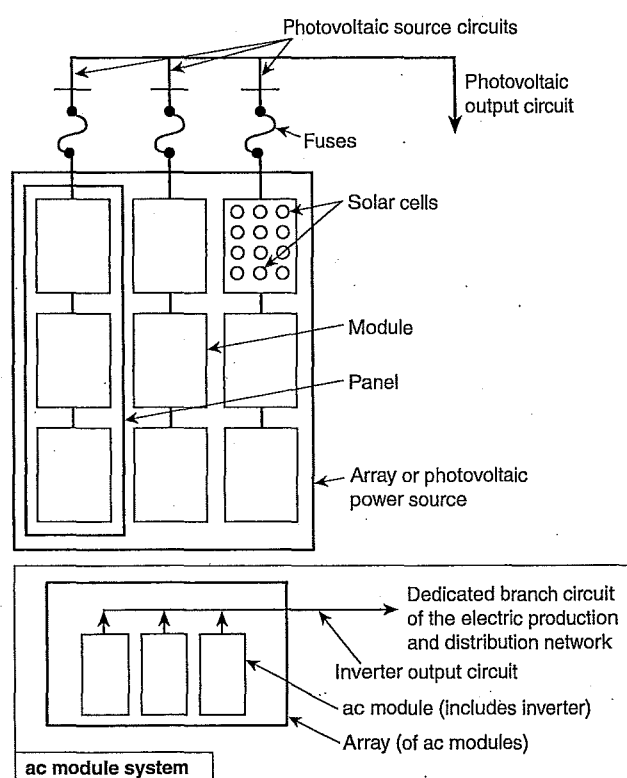 Photovoltaic source circuits
Photovoltaic
output circuit
Fuses
Solar cells
Module
Panel
Array or photovoltaic
power source
Dedicated branch circuit
of the electric production
and distribution network
Inverter output circuit
ac module (includes inverter)
Array (of ac modules)
ac module system